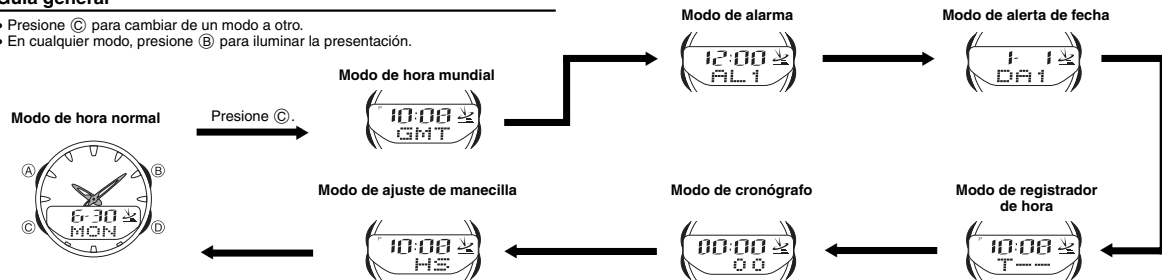 Guía general
• Presione Ⓒ para cambiar de un modo a otro.
• En cualquier modo, presione Ⓑ para iluminar la presentación.
Modo de hora normal
Ⓐ
Ⓑ
6-30
MON
Ⓒ
Ⓓ
Presione Ⓒ.
Modo de hora mundial
P 10:08
GMT
Modo de alarma
12:00
AL1
Modo de alerta de fecha
1- 1
DA1
Modo de registrador
de hora
P 10:08
T---
Modo de cronógrafo
00:00
00
Modo de ajuste de manecilla
P 10:08
HS